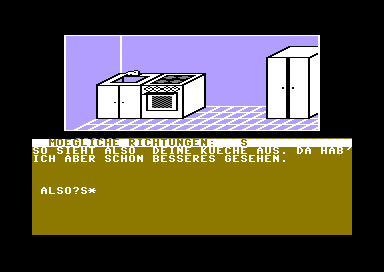 MOEGLICHE RICHTUNGEN: S
SO SIEHT ALSO DEINE KUECHE AUS. DA HAB'
ICH ABER SCHON BESSERES GESEHEN.
ALSO?S*